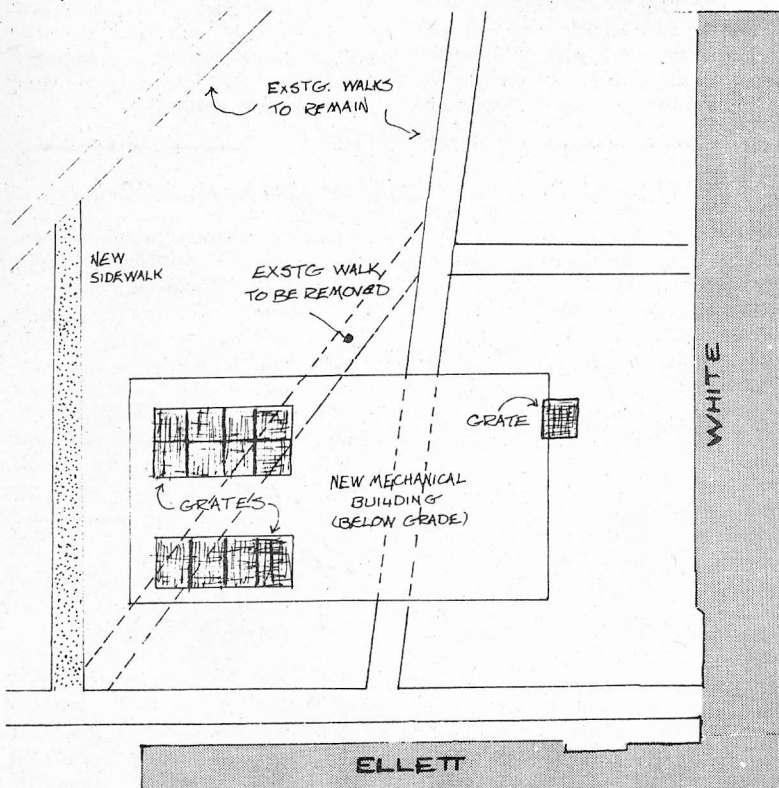 EXSTG. WALKS
TO REMAIN
NEW
SIDEWALK
EXSTG WALK
TO BE REMOVED
WHITE
GRATE
NEW MECHANICAL
BUILDING
(BELOW GRADE)
GRATES
ELLETT